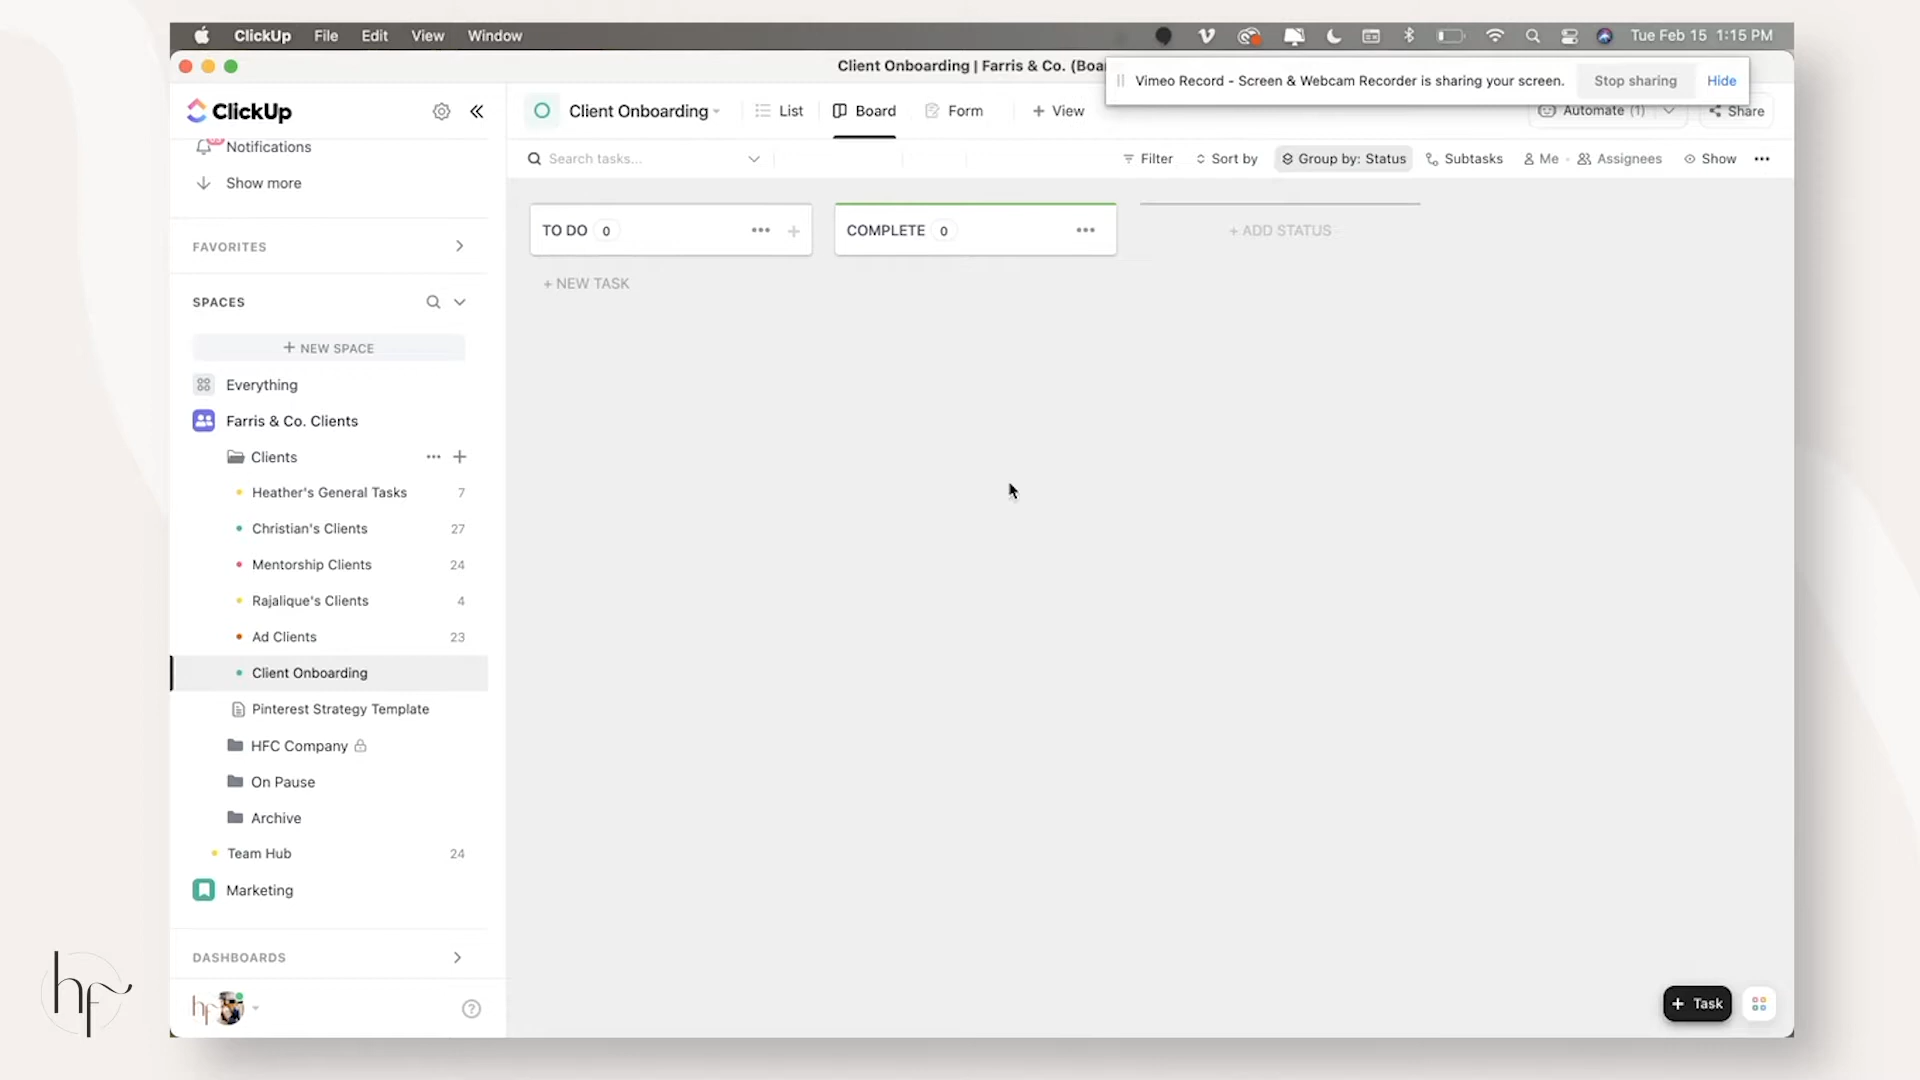 ClickUp File Edit View Window Tue Feb 15 1:15 PM
Client Onboarding | Farris & Co. (Boar
Vimeo Record - Screen & Webcam Recorder is sharing your screen. Stop sharing Hide
ClickUp
Client Onboarding List Board Form + View Automate (1) Share
Notifications
Search tasks... Filter Sort by Group by: Status Subtasks Me Assignees Show
Show more
TO DO 0 COMPLETE 0 + ADD STATUS
FAVORITES
+ NEW TASK
SPACES
+ NEW SPACE
Everything
Farris & Co. Clients
Clients
Heather's General Tasks 7
Christian's Clients 27
Mentorship Clients 24
Rajalique's Clients 4
Ad Clients 23
Client Onboarding
Pinterest Strategy Template
HFC Company
On Pause
Archive
Team Hub 24
Marketing
DASHBOARDS
hf
hf
+ Task